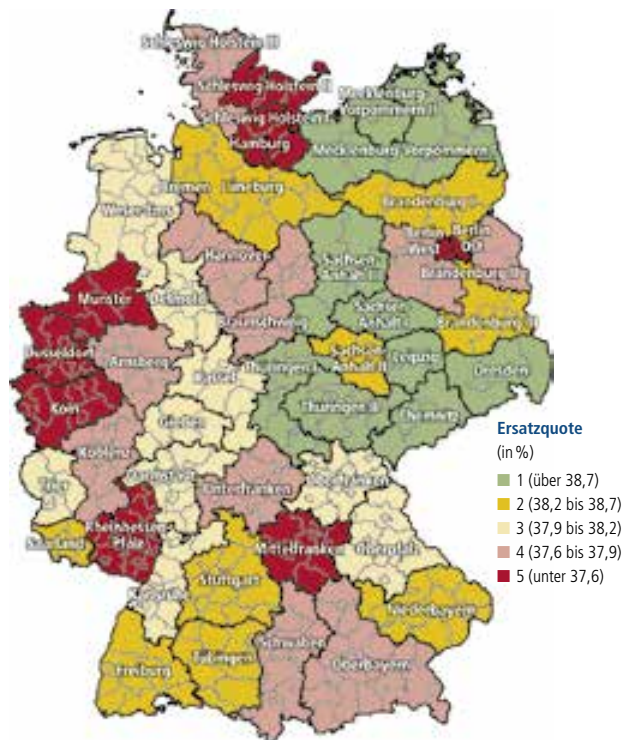 Schleswig Holstein III
Schleswig Holstein II
Schleswig Holstein I
Hamburg
Mecklenburg
Vorpommern II
Mecklenburg Vorpommern
Bremen
Lüneburg
Brandenburg I
Weser-Ems
Hannover
Sachsen
Anhalt III
Berlin
West
Berlin
Ost
Brandenburg II
Münster
Detmold
Braunschweig
Sachsen
Anhalt I
Brandenburg III
Düsseldorf
Arnsberg
Kassel
Thüringen I
Sachsen
Anhalt II
Leipzig
Dresden
Köln
Gießen
Thüringen II
Chemnitz
Koblenz
Ersatzquote
(in %)
1 (über 38,7)
2 (38,2 bis 38,7)
3 (37,9 bis 38,2)
4 (37,6 bis 37,9)
5 (unter 37,6)
Trier
Darmstadt
Unterfranken
Oberfranken
Rheinhessen-
Pfalz
Saarland
Mittelfranken
Oberpfalz
Karlsruhe
Stuttgart
Niederbayern
Freiburg
Tübingen
Schwaben
Oberbayern